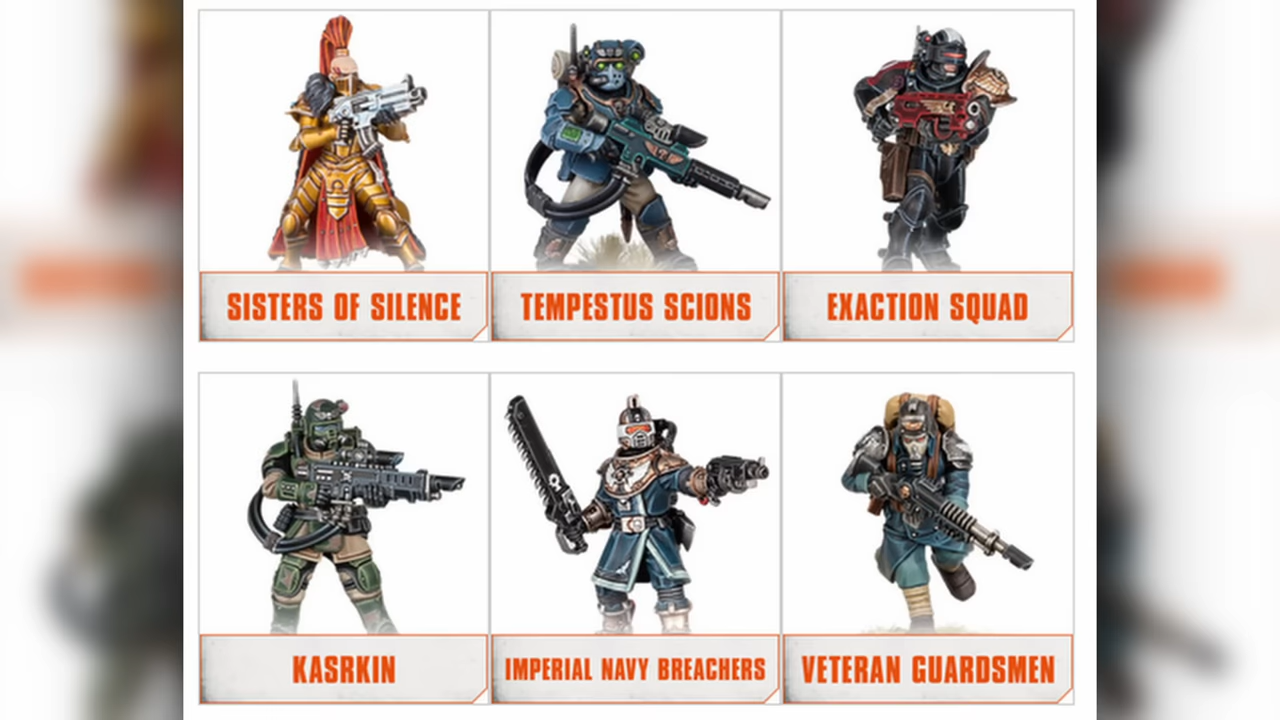 SISTERS OF SILENCE
TEMPESTUS SCIONS
EXACTION SQUAD
KASRKIN
IMPERIAL NAVY BREACHERS
VETERAN GUARDSMEN